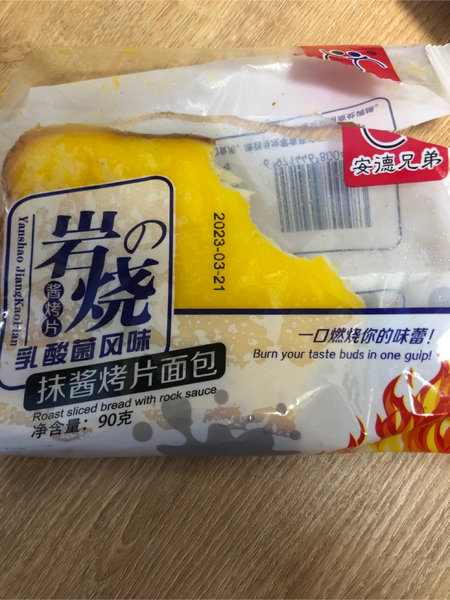 安德兄弟
2023-03-21
岩の烧
酱烤片
Yanshao JiangKaoPian
乳酸菌风味
抹酱烤片面包
Roast sliced bread with rock sauce
净含量：90克
一口燃烧你的味蕾！
Burn your taste buds in one gulp!